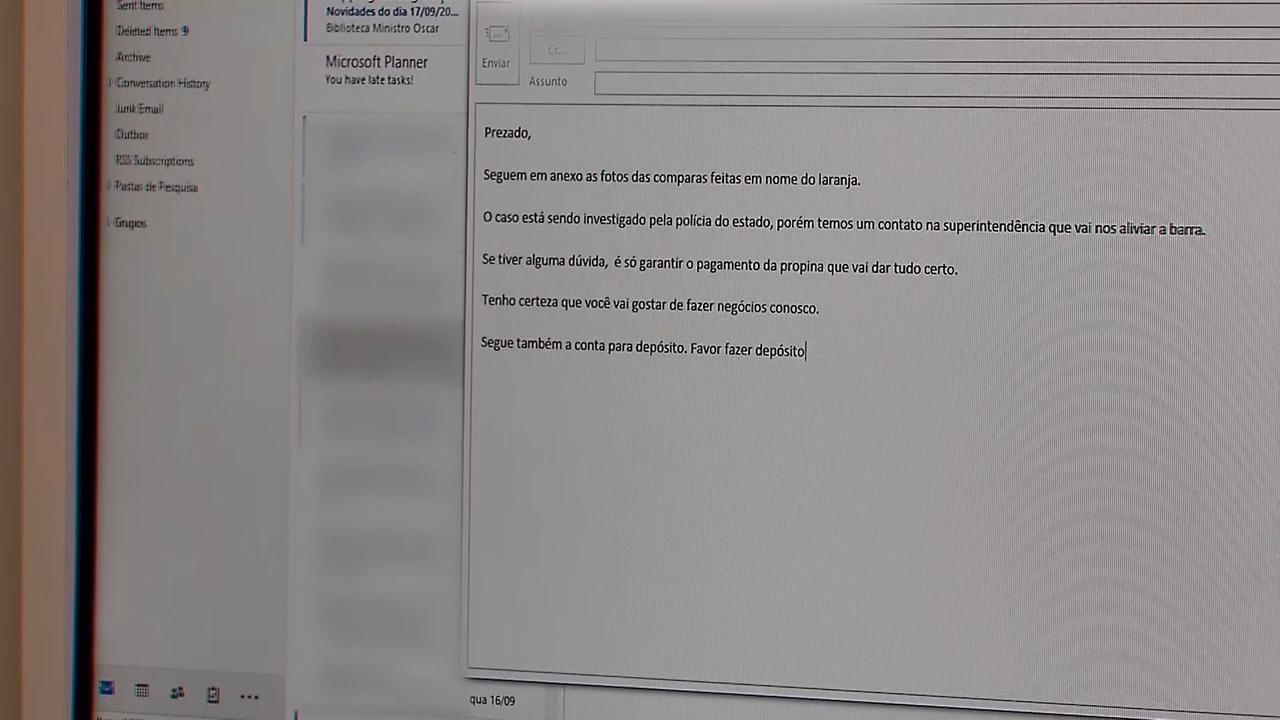 Sent Items
Deleted Items 9
Archive
Conversation History
Junk Email
Outbox
RSS Subscriptions
Pastas de Pesquisa
Grupos
Novidades do dia 17/09/20...
Biblioteca Ministro Oscar
Microsoft Planner
You have late tasks!
qua 16/09
Enviar
Cc...
Assunto
Prezado,
Seguem em anexo as fotos das comparas feitas em nome do laranja.
O caso está sendo investigado pela polícia do estado, porém temos um contato na superintendência que vai nos aliviar a barra.
Se tiver alguma dúvida, é só garantir o pagamento da propina que vai dar tudo certo.
Tenho certeza que você vai gostar de fazer negócios conosco.
Segue também a conta para depósito. Favor fazer depósito